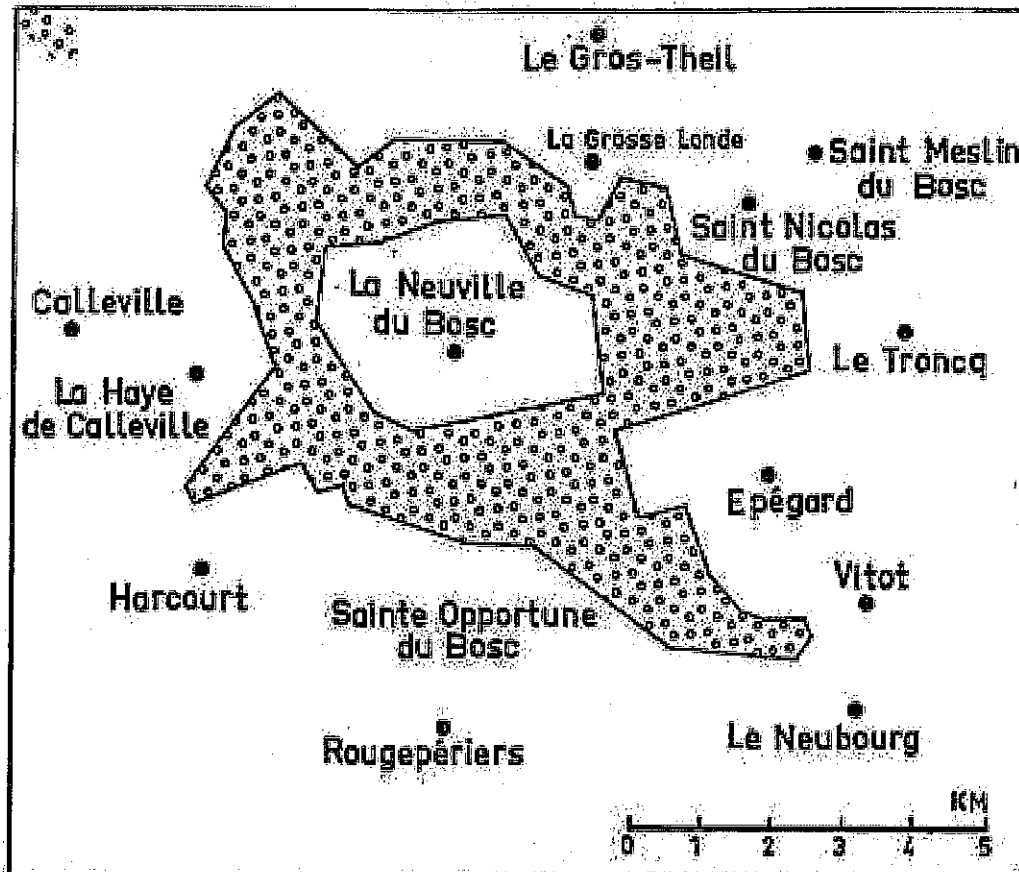 Le Gros-Theil
La Grosse Londe
Saint Meslin
du Bosc
Saint Nicolas
du Bosc
La Neuville
du Bosc
Calleville
Le Troncq
La Haye
de Calleville
Epégard
Harcourt
Vitot
Sainte Opportune
du Bosc
Rougepériers
Le Neubourg
KM
0 1 2 3 4 5